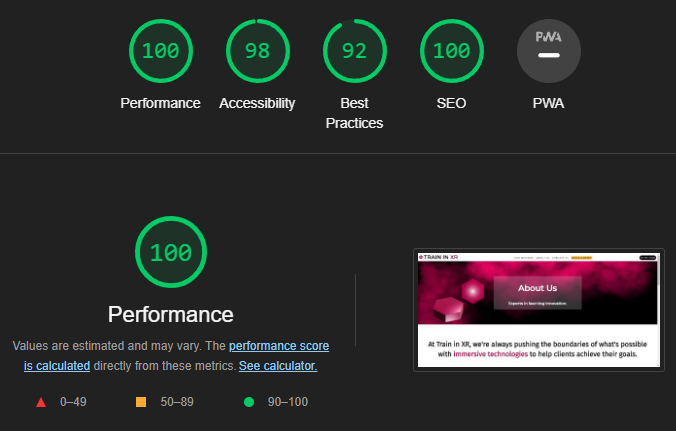 100
98
92
100
PWA
Performance
Accessibility
Best
Practices
SEO
PWA
100
Performance
Values are estimated and may vary. The performance score
is calculated directly from these metrics. See calculator.
0–49
50–89
90–100
TRAIN IN XR
About Us
Experts in learning innovation
At Train in XR, we're always pushing the boundaries of what's possible
with immersive technologies to help clients achieve their goals.